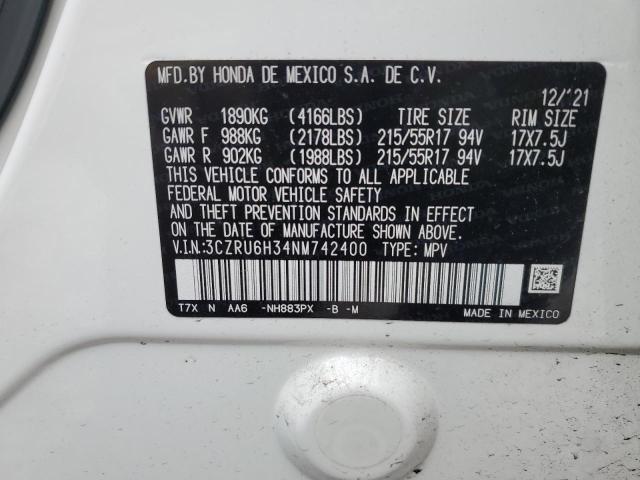 MFD.BY HONDA DE MEXICO S.A. DE C.V.
12/'21
GVWR 1890KG (4166LBS) TIRE SIZE RIM SIZE
GAWR F 988KG (2178LBS) 215/55R17 94V 17X7.5J
GAWR R 902KG (1988LBS) 215/55R17 94V 17X7.5J
THIS VEHICLE CONFORMS TO ALL APPLICABLE
FEDERAL MOTOR VEHICLE SAFETY
AND THEFT PREVENTION STANDARDS IN EFFECT
ON THE DATE OF MANUFACTURE SHOWN ABOVE.
V.I.N:3CZRU6H34NM742400 TYPE: MPV
T7X N AA6 -NH883PX -B -M
MADE IN MEXICO